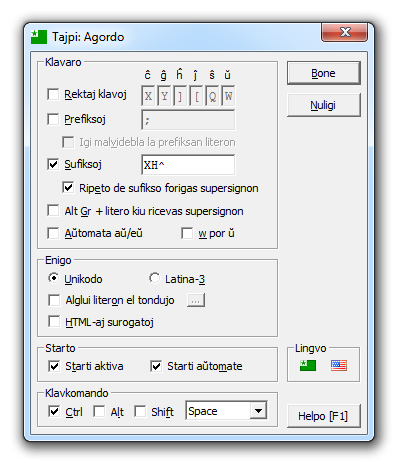 Tajpi: Agordo
Klavaro
ĉ ĝ ĥ ĵ ŝ ŭ
Rektaj klavoj X Y ] [ Q W
Prefiksoj ;
Igi malvidebla la prefiksan literon
Sufiksoj XH^
Ripeto de sufikso forigas supersignon
Alt Gr + litero kiu ricevas supersignon
Aŭtomata aŭ/eŭ w por ŭ
Bone
Nuligi
Enigo
Unikodo Latina-3
Alglui literon el tondujo ...
HTML-aj surogatoj
Starto
Starti aktiva Starti aŭtomate
Lingvo
Klavkomando
Ctrl Alt Shift Space
Helpo [F1]